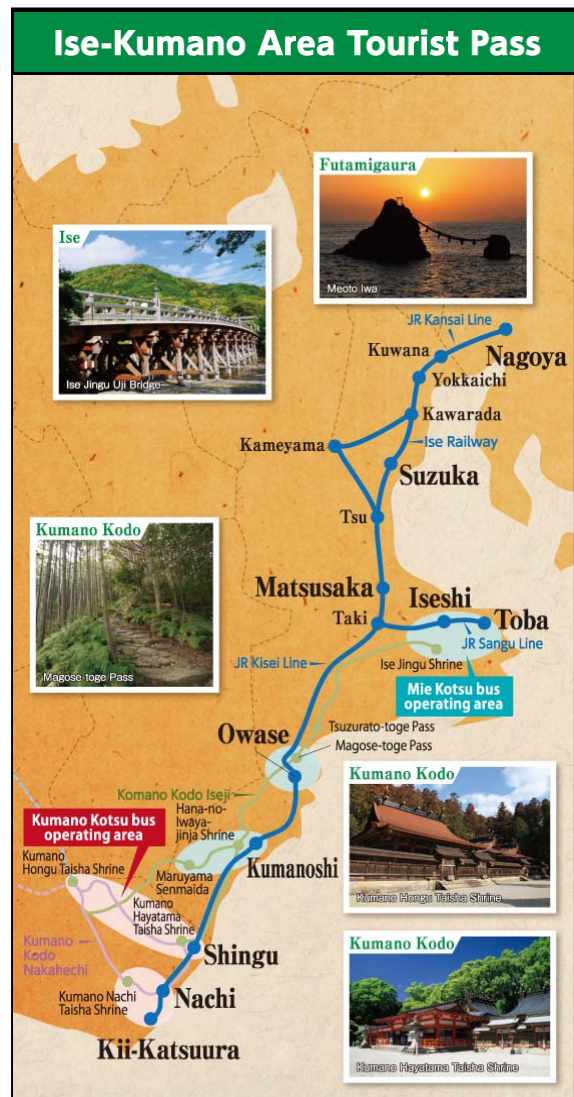 Ise-Kumano Area Tourist Pass
Futamigaura
Meoto Iwa
Ise
Ise Jingu Uji Bridge
JR Kansai Line
Nagoya
Kuwana
Yokkaichi
Kawarada
Ise Railway
Kameyama
Suzuka
Tsu
Kumano Kodo
Magose-toge Pass
Matsusaka
Taki
Iseshi
Toba
JR Sangu Line
Ise Jingu Shrine
JR Kisei Line
Mie Kotsu bus
operating area
Tsuzurato-toge Pass
Magose-toge Pass
Owase
Komano Kodo Iseji
Hana-no-
Iwaya-
jinja Shrine
Kumano Kotsu bus
operating area
Kumano
Hongu Taisha Shrine
Maruyama
Senmaida
Kumanoshi
Kumano
Hayatama
Taisha Shrine
Shingu
Kumano
Kodo
Nakahechi
Kumano Nachi
Taisha Shrine
Nachi
Kii-Katsuura
Kumano Kodo
Kumano Hongu Taisha Shrine
Kumano Kodo
Kumano Hayatama Taisha Shrine